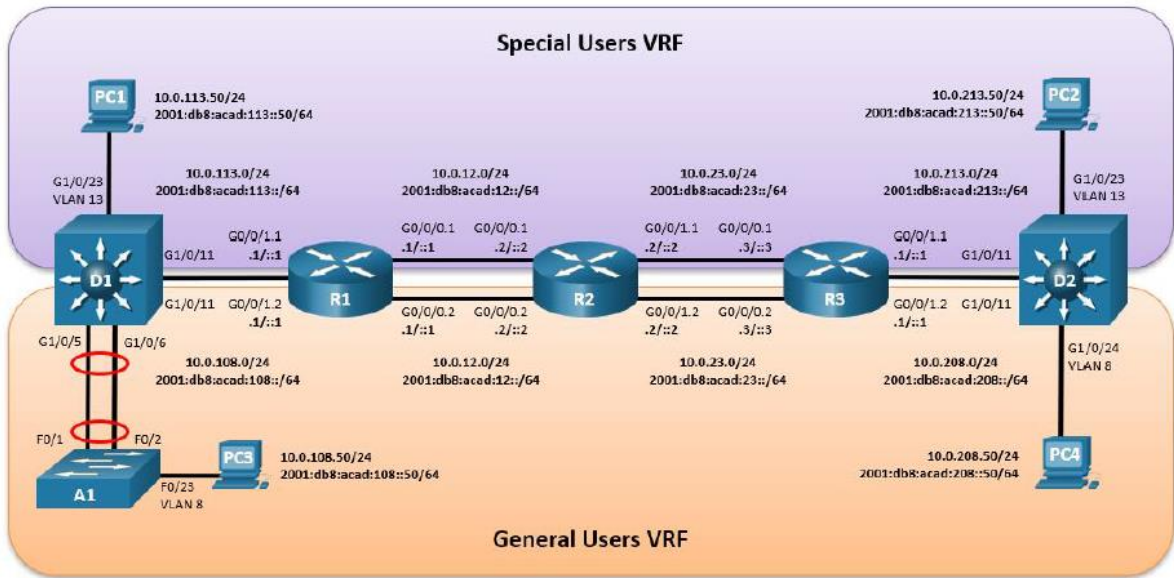 Special Users VRF
PC1
10.0.113.50/24
2001:db8:acad:113::50/64
10.0.213.50/24
2001:db8:acad:213::50/64
PC2
G1/0/23
VLAN 13
10.0.113.0/24
2001:db8:acad:113::/64
10.0.12.0/24
2001:db8:acad:12::/64
10.0.23.0/24
2001:db8:acad:23::/64
10.0.213.0/24
2001:db8:acad:213::/64
G1/0/23
VLAN 13
D1
G1/0/11
G0/0/1.1
.1/::1
R1
G0/0/0.1
.1/::1
G0/0/0.1
.2/::2
R2
G0/0/1.1
.2/::2
G0/0/0.1
.3/::3
R3
G0/0/1.1
.1/::1
G1/0/11
D2
G1/0/11
G0/0/1.2
.1/::1
G0/0/0.2
.1/::1
G0/0/0.2
.2/::2
G0/0/1.2
.2/::2
G0/0/0.2
.3/::3
G0/0/1.2
.1/::1
G1/0/11
G1/0/5
G1/0/6
10.0.108.0/24
2001:db8:acad:108::/64
10.0.12.0/24
2001:db8:acad:12::/64
10.0.23.0/24
2001:db8:acad:23::/64
10.0.208.0/24
2001:db8:acad:208::/64
G1/0/24
VLAN 8
F0/1
F0/2
A1
F0/23
VLAN 8
PC3
10.0.108.50/24
2001:db8:acad:108::50/64
10.0.208.50/24
2001:db8:acad:208::50/64
PC4
General Users VRF